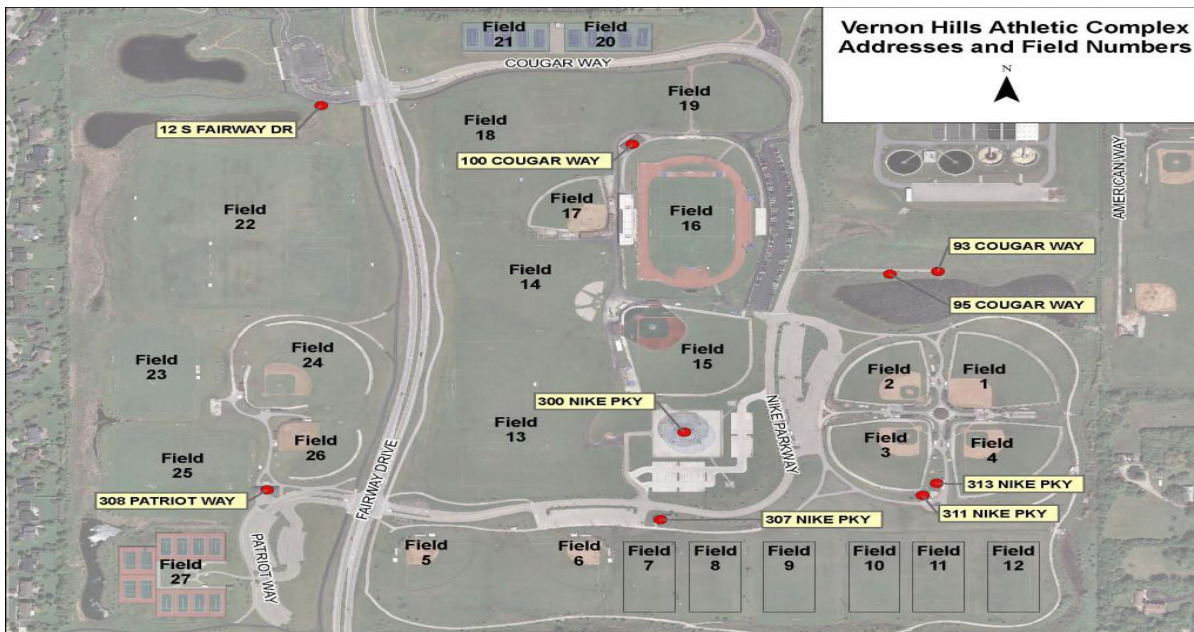 Vernon Hills Athletic Complex
Addresses and Field Numbers
N
Field
21
Field
20
COUGAR WAY
Field
19
12 S FAIRWAY DR
Field
18
100 COUGAR WAY
AMERICAN WAY
Field
17
Field
16
Field
22
93 COUGAR WAY
95 COUGAR WAY
Field
14
Field
24
Field
23
Field
15
Field
2
Field
1
300 NIKE PKY
NIKE PARKWAY
Field
13
Field
26
Field
3
Field
4
Field
25
FAIRWAY DRIVE
308 PATRIOT WAY
313 NIKE PKY
311 NIKE PKY
307 NIKE PKY
PATRIOT WAY
Field
27
Field
5
Field
6
Field
7
Field
8
Field
9
Field
10
Field
11
Field
12